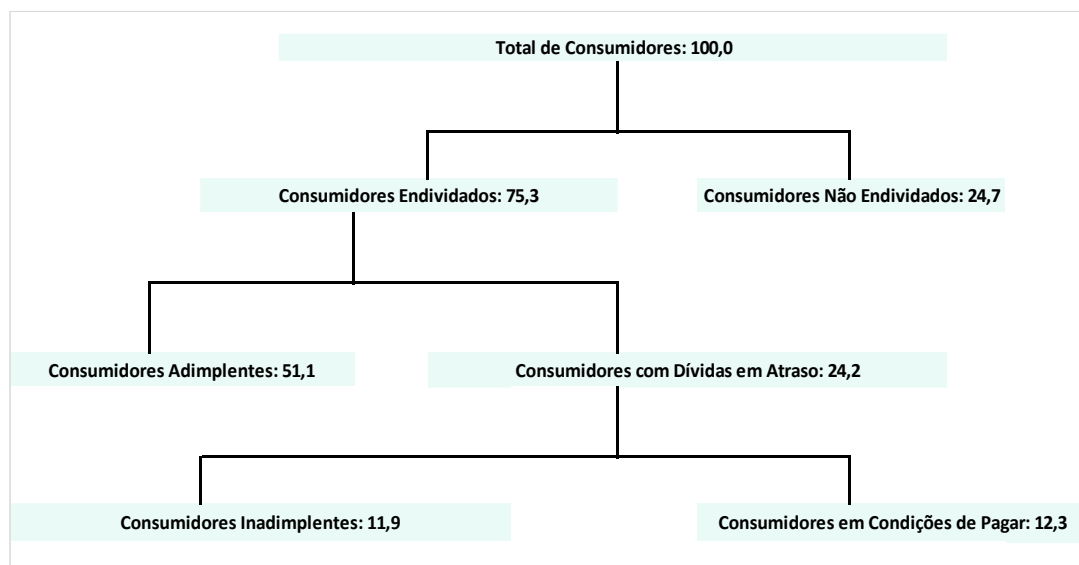 Total de Consumidores: 100,0
Consumidores Endividados: 75,3
Consumidores Não Endividados: 24,7
Consumidores Adimplentes: 51,1
Consumidores com Dívidas em Atraso: 24,2
Consumidores Inadimplentes: 11,9
Consumidores em Condições de Pagar: 12,3